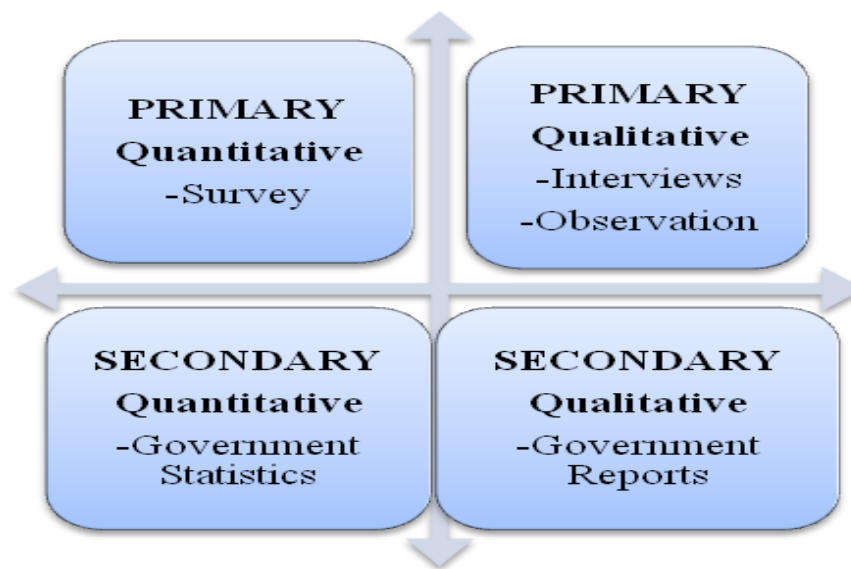 PRIMARY
Quantitative
-Survey
PRIMARY
Qualitative
-Interviews
-Observation
SECONDARY
Quantitative
-Government
Statistics
SECONDARY
Qualitative
-Government
Reports